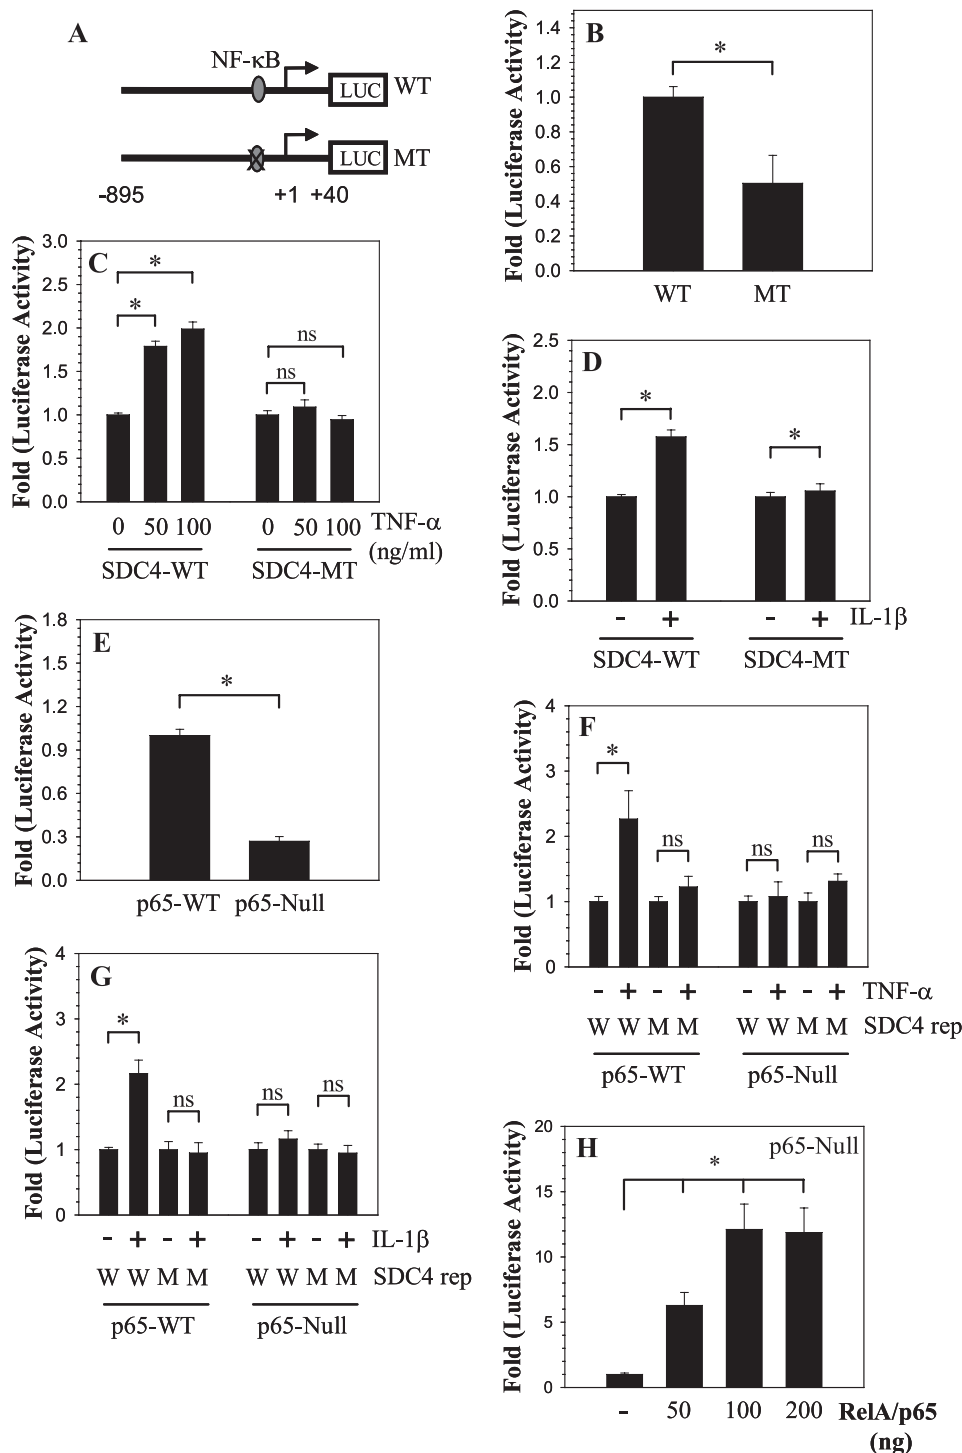 A
NF-κB
LUC WT
LUC MT
-895 +1 +40
B
Fold (Luciferase Activity)
1.4
1.2
1.0
0.8
0.6
0.4
0.2
0.0
*
WT MT
C
Fold (Luciferase Activity)
3.0
2.5
2.0
1.5
1.0
0.5
0.0
*
*
ns
ns
0 50 100 0 50 100 TNF-α
(ng/ml)
SDC4-WT SDC4-MT
D
Fold (Luciferase Activity)
2.5
2.0
1.5
1.0
0.5
0.0
*
*
- + - + IL-1β
SDC4-WT SDC4-MT
E
Fold (Luciferase Activity)
1.8
1.5
1.2
0.9
0.6
0.3
0.0
*
p65-WT p65-Null
F
Fold (Luciferase Activity)
4
3
2
1
0
*
ns
ns
ns
- + - + - + - + TNF-α
W W M M W W M M SDC4 rep
p65-WT p65-Null
G
Fold (Luciferase Activity)
4
3
2
1
0
*
ns
ns
ns
- + - + - + - + IL-1β
W W M M W W M M SDC4 rep
p65-WT p65-Null
H
p65-Null
Fold (Luciferase Activity)
20
15
10
5
0
*
- 50 100 200 RelA/p65
(ng)